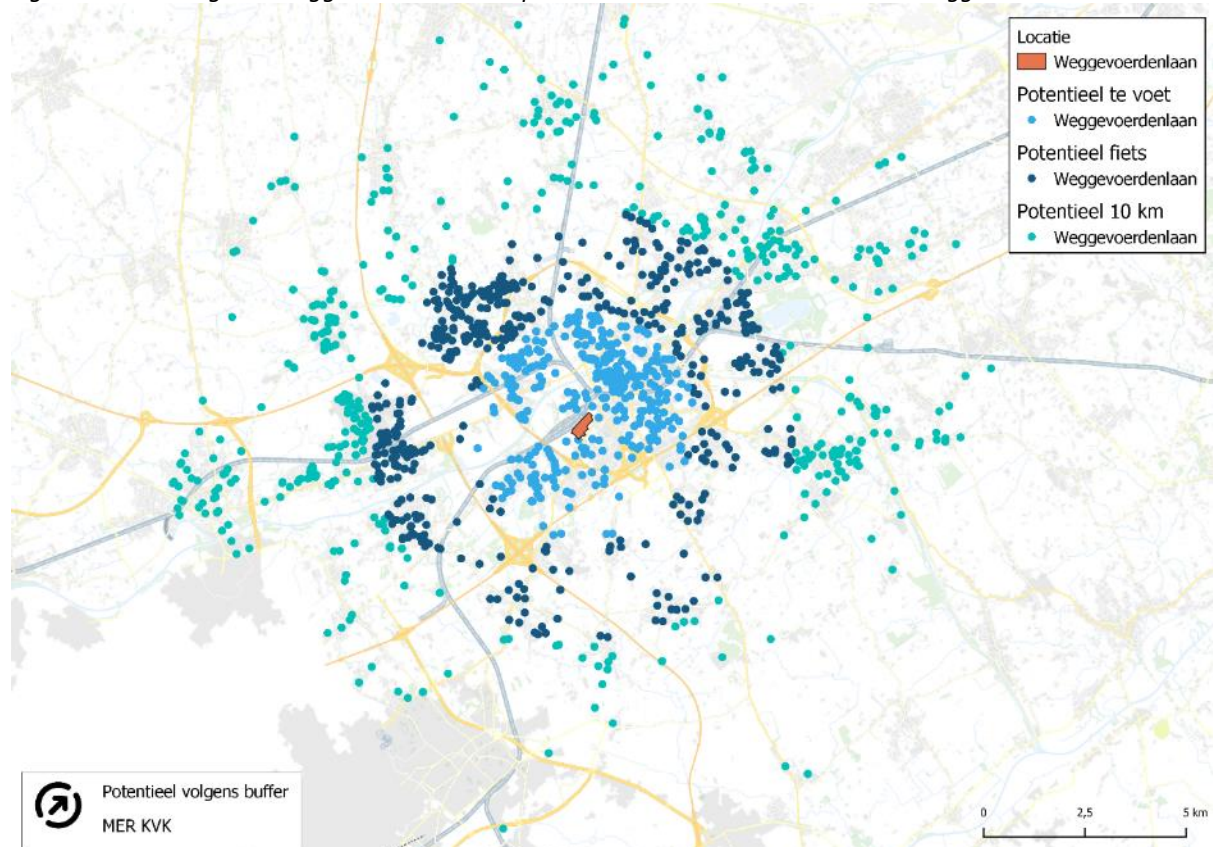 Locatie
Weggevoerdenlaan
Potentieel te voet
Weggevoerdenlaan
Potentieel fiets
Weggevoerdenlaan
Potentieel 10 km
Weggevoerdenlaan
Potentieel volgens buffer
MER KVK
0 2,5 5 km